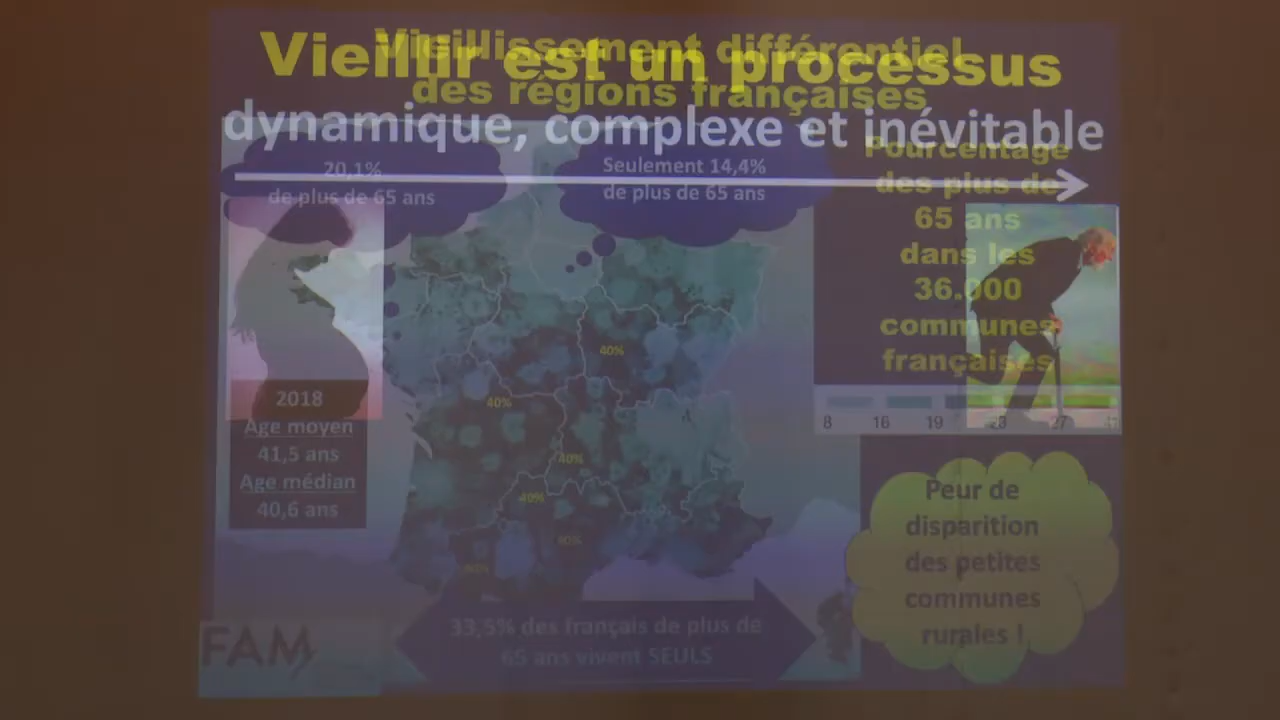 Vieillir est un processus
dynamique, complexe et inévitable
Vieillissement différentiel
des régions françaises
20,1%
de plus de 65 ans
Seulement 14,4%
de plus de 65 ans
Pourcentage
des plus de
65 ans
dans les
36.000
communes
françaises
8 16 19 23 27 41
40%
40%
40%
40%
40%
40%
2018
Age moyen
41,5 ans
Age médian
40,6 ans
Peur de
disparition
des petites
communes
rurales !
33,5% des français de plus de
65 ans vivent SEULS
FAM